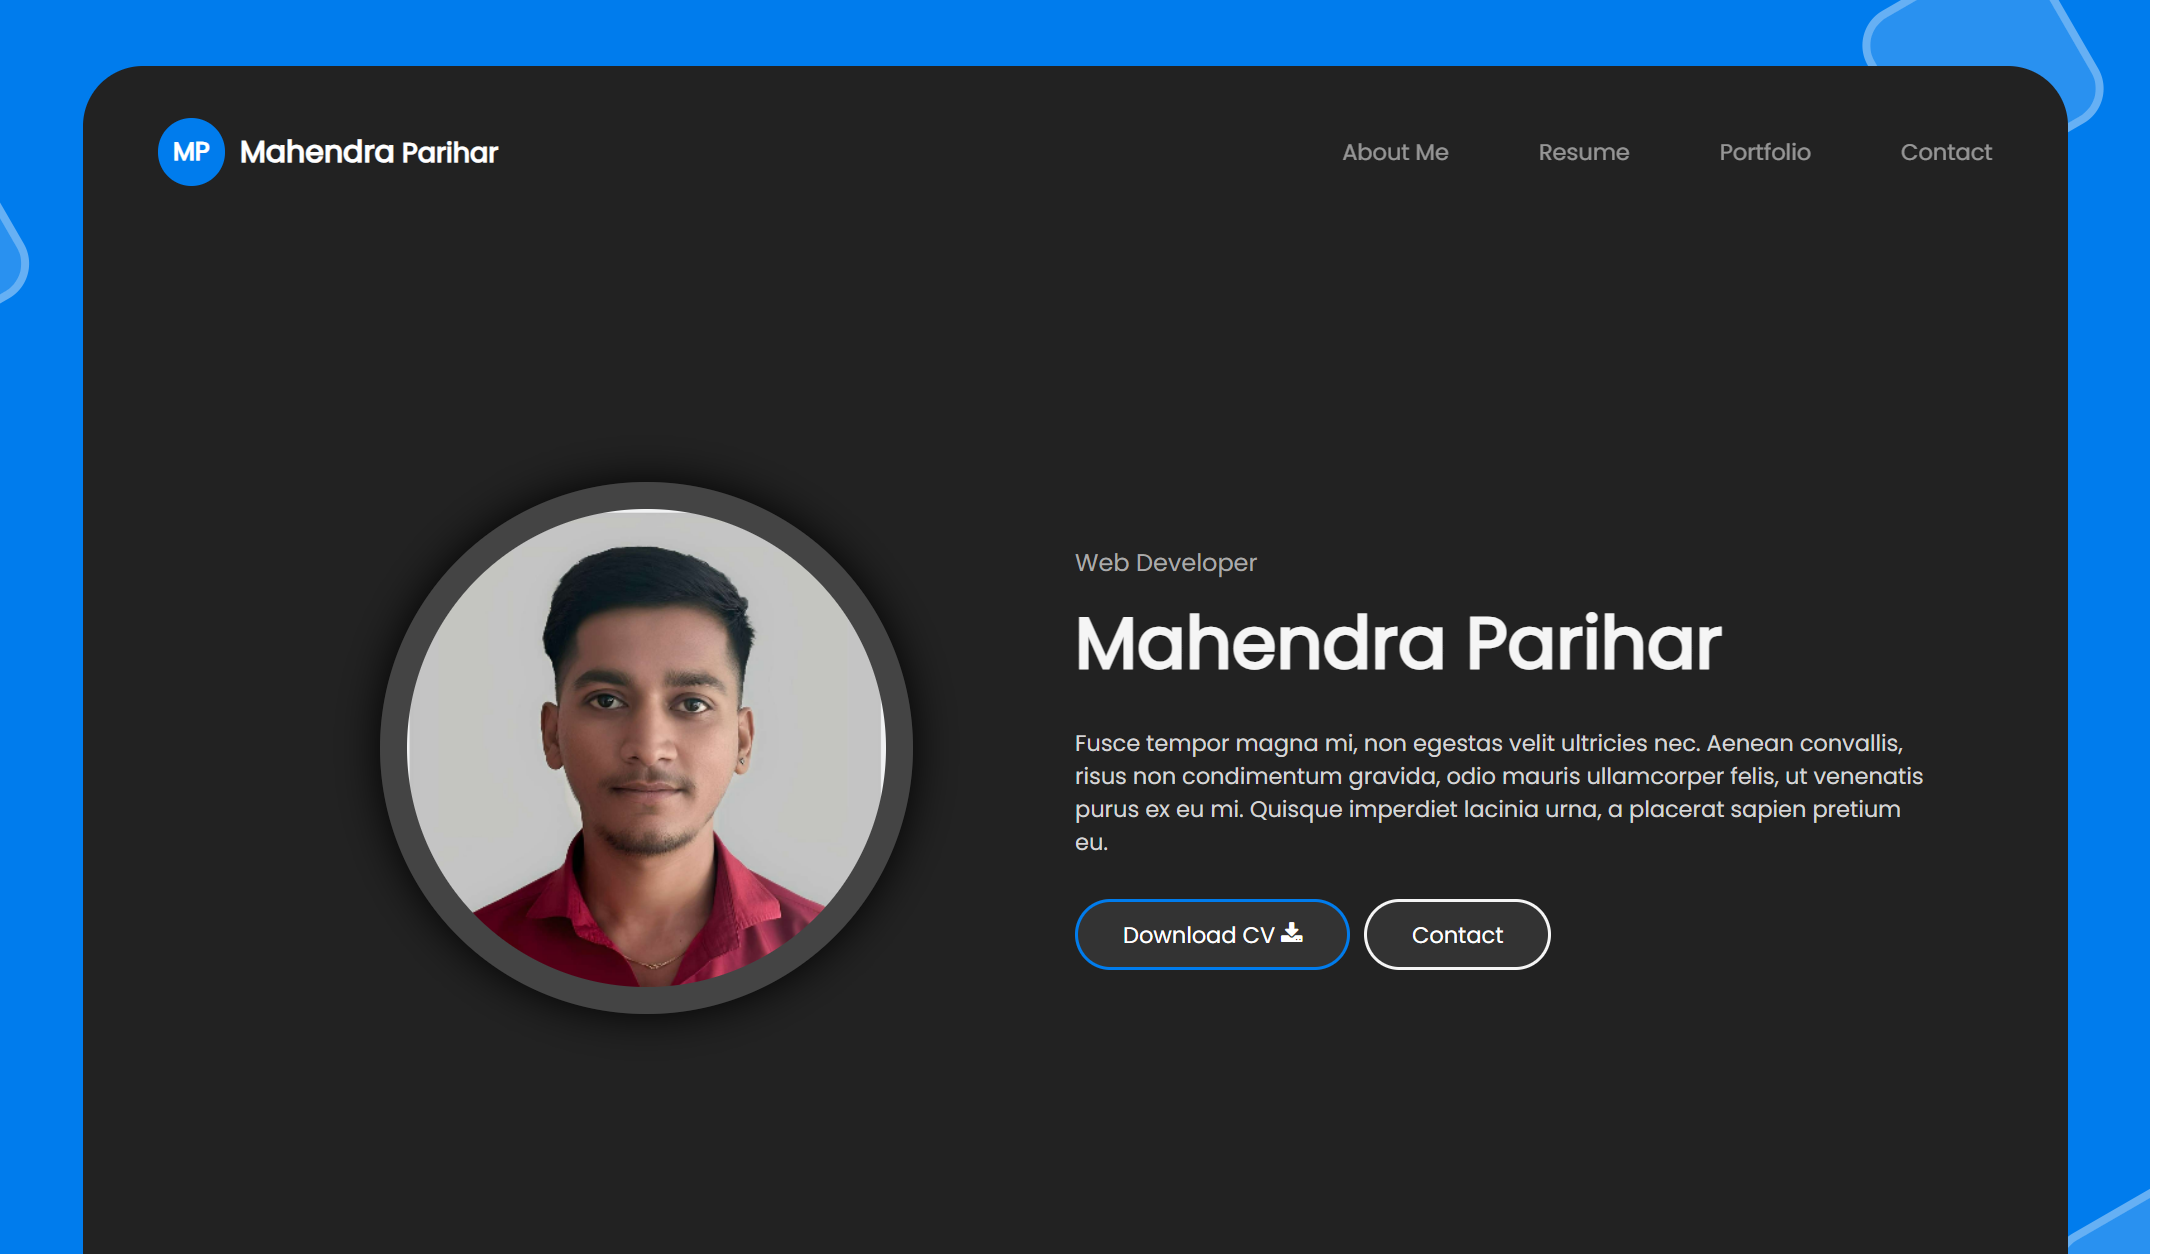 MP Mahendra Parihar
About Me Resume Portfolio Contact
Web Developer
Mahendra Parihar
Fusce tempor magna mi, non egestas velit ultricies nec. Aenean convallis,
risus non condimentum gravida, odio mauris ullamcorper felis, ut venenatis
purus ex eu mi. Quisque imperdiet lacinia urna, a placerat sapien pretium
eu.
Download CV
Contact